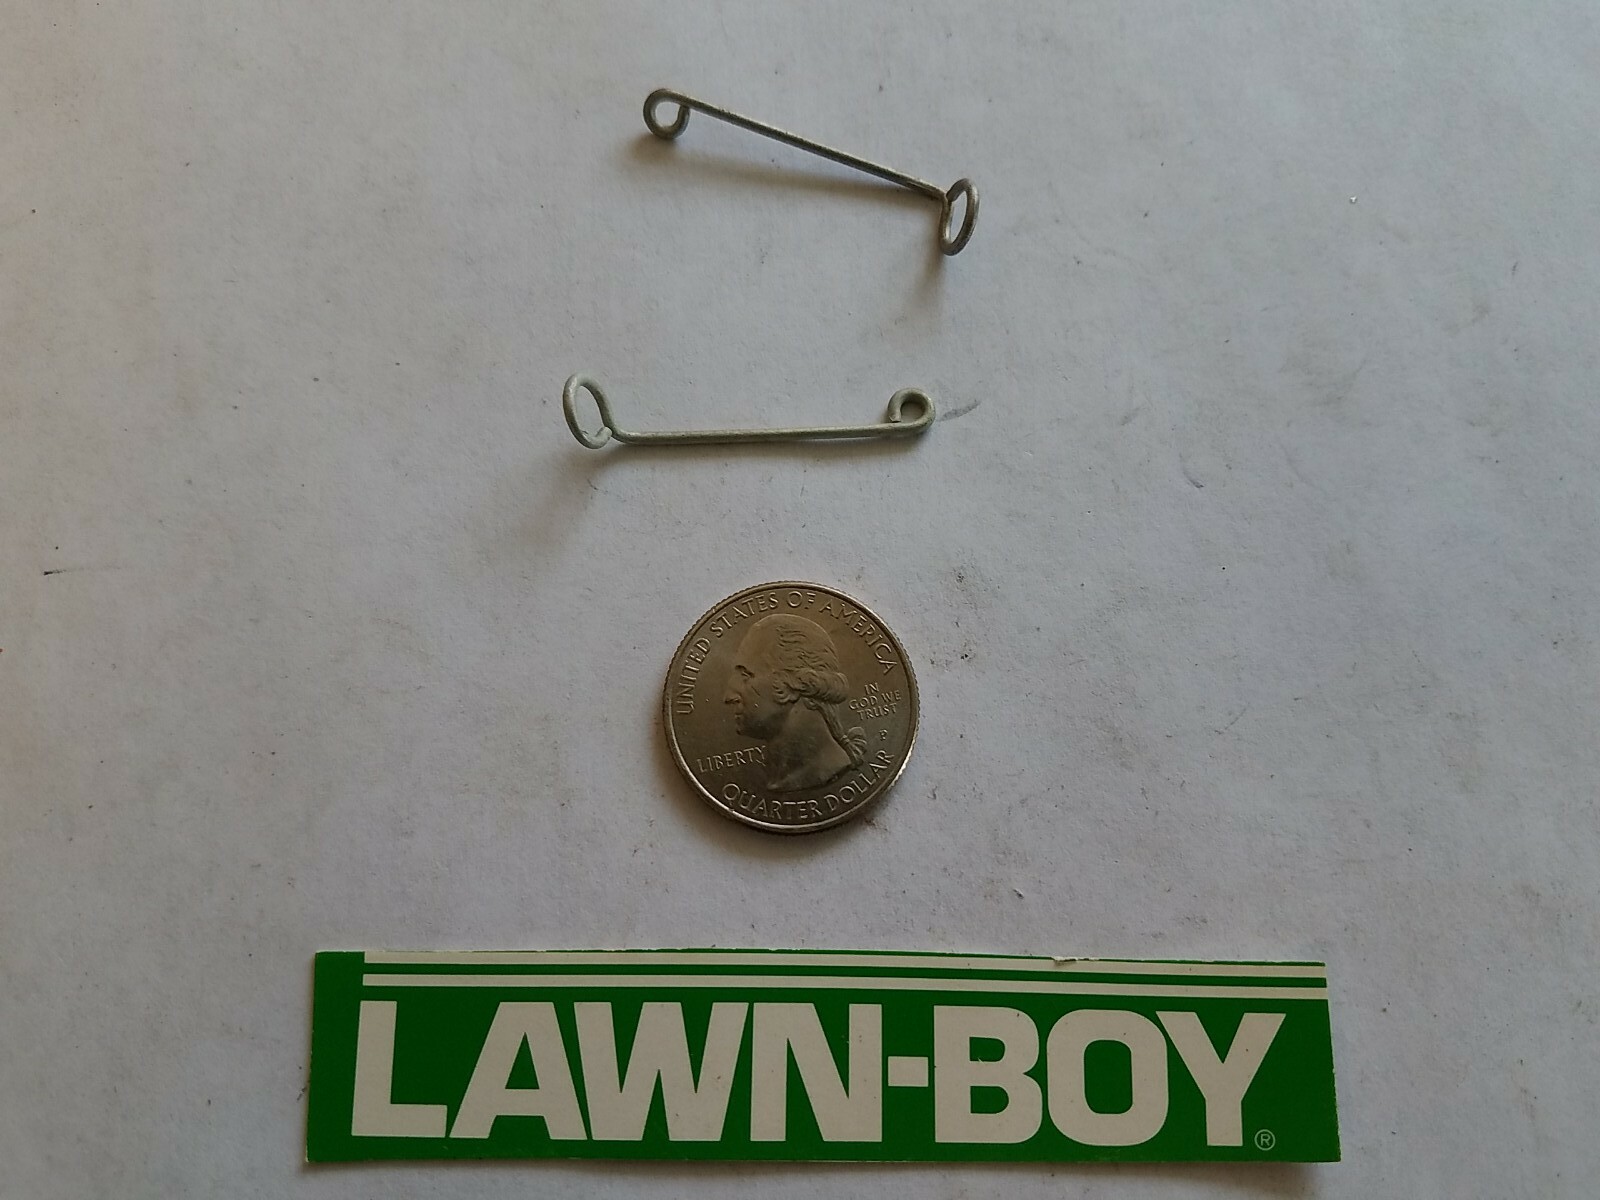 UNITED STATES OF AMERICA
IN
GOD WE
TRUST
P
LIBERTY
QUARTER DOLLAR
LAWN-BOY®